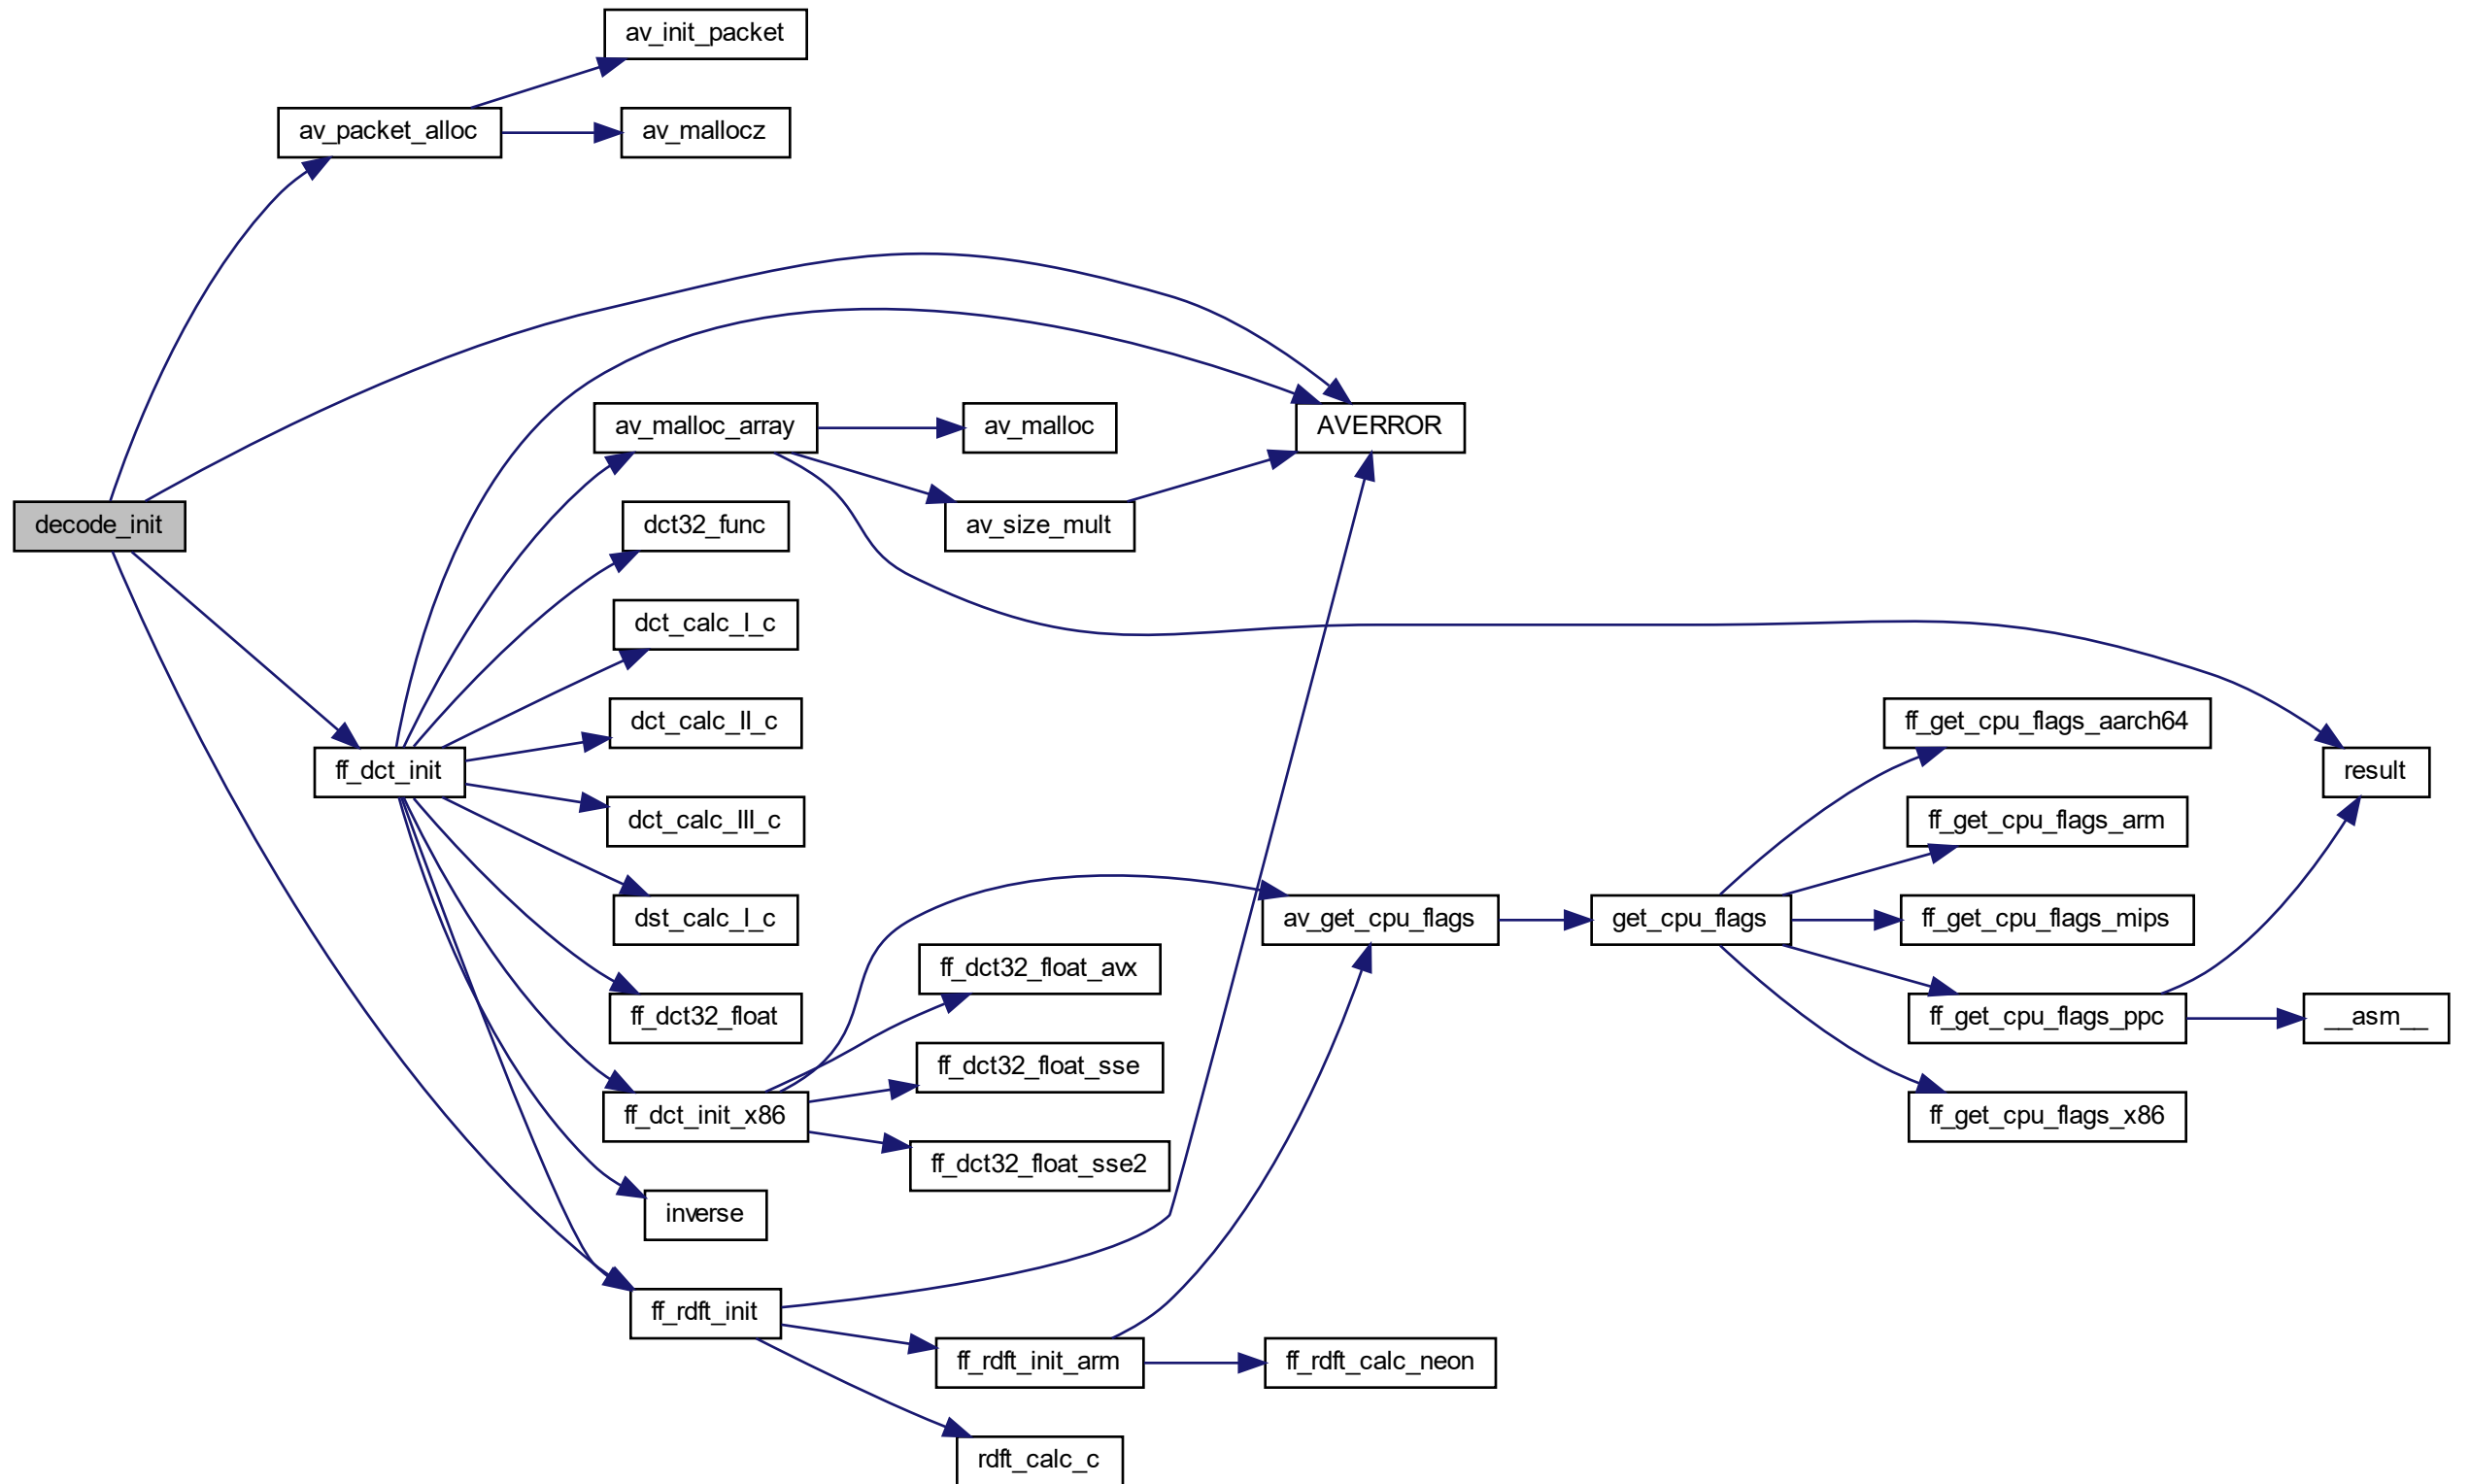 av_init_packet
av_packet_alloc
av_mallocz
av_malloc_array
av_malloc
AVERROR
decode_init
dct32_func
av_size_mult
dct_calc_I_c
dct_calc_II_c
ff_get_cpu_flags_aarch64
ff_dct_init
result
dct_calc_III_c
ff_get_cpu_flags_arm
dst_calc_I_c
av_get_cpu_flags
get_cpu_flags
ff_get_cpu_flags_mips
ff_dct32_float_avx
ff_dct32_float
ff_get_cpu_flags_ppc
__asm__
ff_dct32_float_sse
ff_dct_init_x86
ff_get_cpu_flags_x86
ff_dct32_float_sse2
inverse
ff_rdft_init
ff_rdft_init_arm
ff_rdft_calc_neon
rdft_calc_c